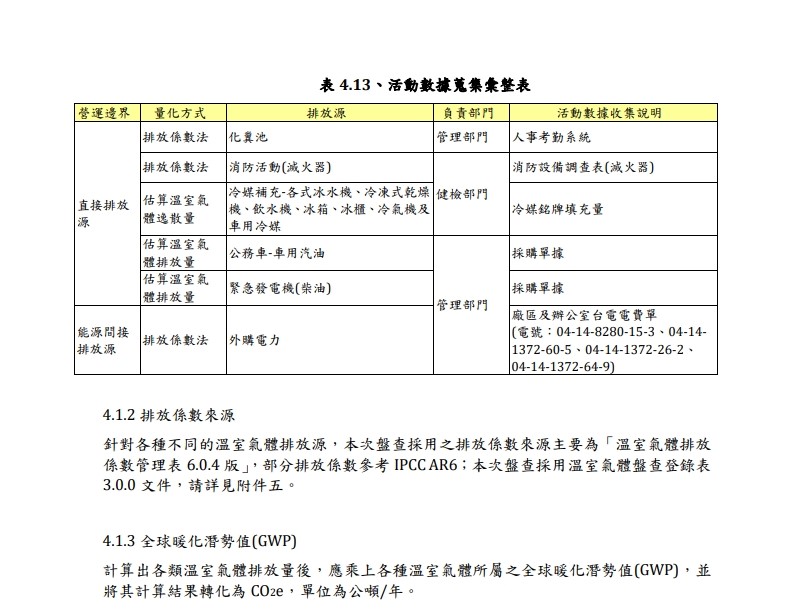 表 4.13、活動數據蒐集彙整表
營運邊界 量化方式 排放源 負責部門 活動數據收集說明
直接排放
源
排放係數法 化糞池 管理部門 人事考勤系統
排放係數法 消防活動(滅火器) 健檢部門 消防設備調查表(滅火器)
估算溫室氣
體逸散量
冷媒補充-各式冰水機、冷凍式乾燥
機、飲水機、冰箱、冰櫃、冷氣機及
車用冷媒
冷媒銘牌填充量
估算溫室氣
體排放量
公務車-車用汽油 管理部門 採購單據
估算溫室氣
體排放量
緊急發電機(柴油) 採購單據
能源間接
排放源
排放係數法 外購電力
廠區及辦公室台電電費單
(電號：04-14-8280-15-3、04-14-
1372-60-5、04-14-1372-26-2、
04-14-1372-64-9)
4.1.2 排放係數來源
針對各種不同的溫室氣體排放源，本次盤查採用之排放係數來源主要為「溫室氣體排放
係數管理表 6.0.4 版」，部分排放係數參考 IPCC AR6；本次盤查採用溫室氣體盤查登錄表
3.0.0 文件，請詳見附件五。
4.1.3 全球暖化潛勢值(GWP)
計算出各類溫室氣體排放量後，應乘上各種溫室氣體所屬之全球暖化潛勢值(GWP)，並
將其計算結果轉化為 CO2e，單位為公噸/年。